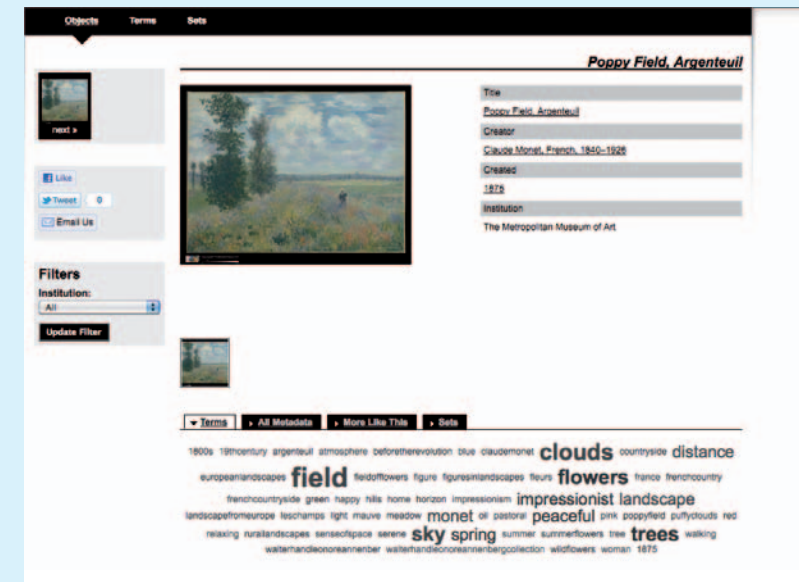 Objects Terms Sets
Poppy Field, Argenteuil
next »
Like
Tweet 0
Email Us
Filters
Institution:
All
Update Filter
Title
Poppy Field, Argenteuil
Creator
Claude Monet, French, 1840–1926
Created
1875
Institution
The Metropolitan Museum of Art
Terms All Metadata More Like This Sets
1800s 19thcentury argenteuil atmosphere beforetherevolution blue claudemonet clouds countryside distance
europeanlandscapes field fieldofflowers figure figuresinlandscapes fleurs flowers france frenchcountry
frenchcountryside green happy hills home horizon impressionism impressionist landscape
landscapefromeurope leschamps light mauve meadow monet oil pastoral peaceful pink poppyfield puffyclouds red
relaxing rurallandscapes senseofspace serene sky spring summer summerflowers tree trees walking
walterhandleonoreannenber walterhandleonoreannenbergcollection wildflowers woman 1875